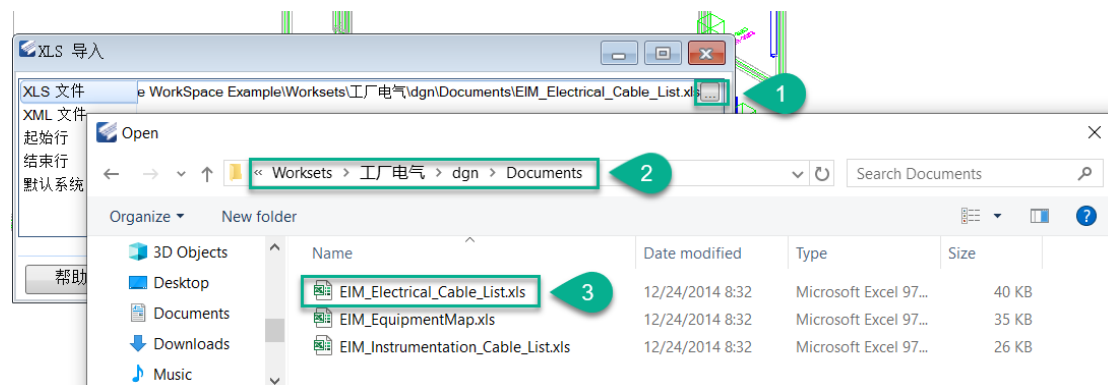 XLS 导入
XLS 文件 e WorkSpace Example\Worksets\工厂电气\dgn\Documents\EIM_Electrical_Cable_List.xls ...
1
XML 文件
起始行
结束行
默认系统
帮助
Open
« Worksets > 工厂电气 > dgn > Documents
2
Search Documents
Organize New folder
3D Objects
Desktop
Documents
Downloads
Music
Name Date modified Type Size
EIM_Electrical_Cable_List.xls 3 12/24/2014 8:32 Microsoft Excel 97... 40 KB
EIM_EquipmentMap.xls 12/24/2014 8:32 Microsoft Excel 97... 35 KB
EIM_Instrumentation_Cable_List.xls 12/24/2014 8:32 Microsoft Excel 97... 26 KB